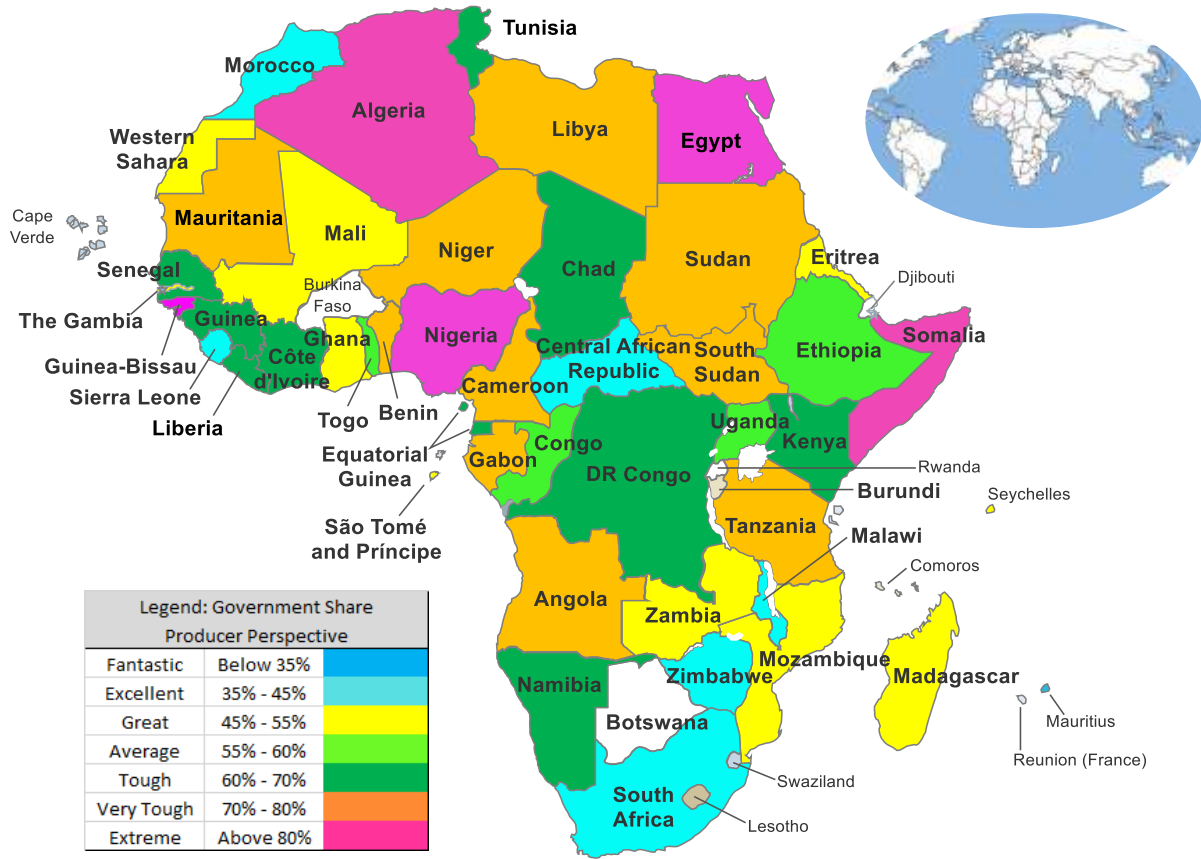 Tunisia
Morocco
Algeria
Libya
Egypt
Western
Sahara
Cape
Verde
Mauritania
Mali
Niger
Chad
Sudan
Eritrea
Djibouti
Senegal
The Gambia
Guinea-Bissau
Guinea
Sierra Leone
Liberia
Côte
d'Ivoire
Burkina
Faso
Ghana
Togo
Benin
Nigeria
Cameroon
Central African
Republic
South
Sudan
Ethiopia
Somalia
Equatorial
Guinea
São Tomé
and Príncipe
Gabon
Congo
DR Congo
Uganda
Kenya
Rwanda
Burundi
Tanzania
Seychelles
Malawi
Comoros
Angola
Zambia
Mozambique
Madagascar
Namibia
Zimbabwe
Botswana
Mauritius
Reunion (France)
Swaziland
South
Africa
Lesotho
Legend: Government Share
Producer Perspective
Fantastic Below 35%
Excellent 35% - 45%
Great 45% - 55%
Average 55% - 60%
Tough 60% - 70%
Very Tough 70% - 80%
Extreme Above 80%